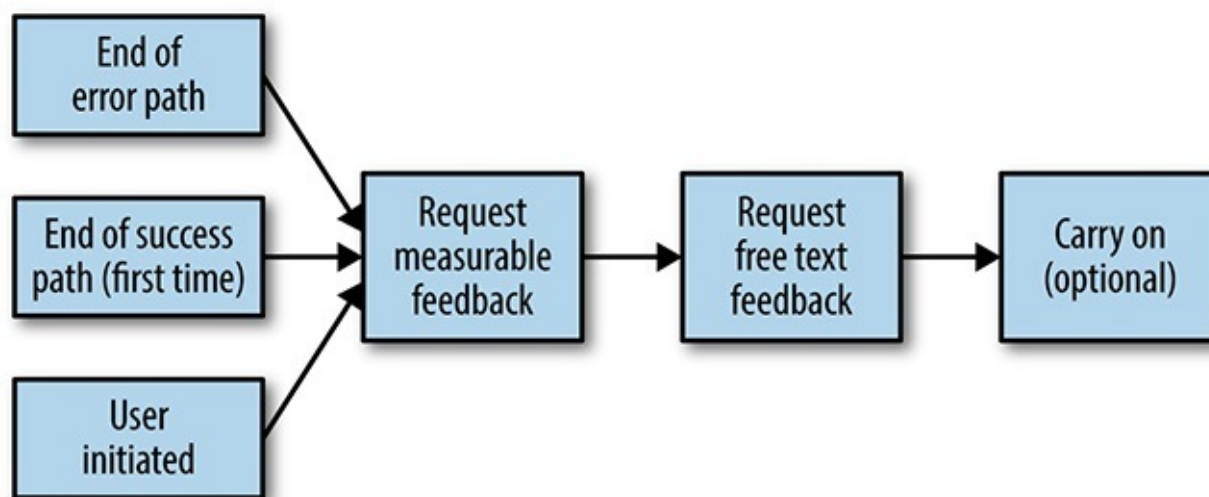 End of
error path
End of success
path (first time)
User
initiated
Request
measurable
feedback
Request
free text
feedback
Carry on
(optional)